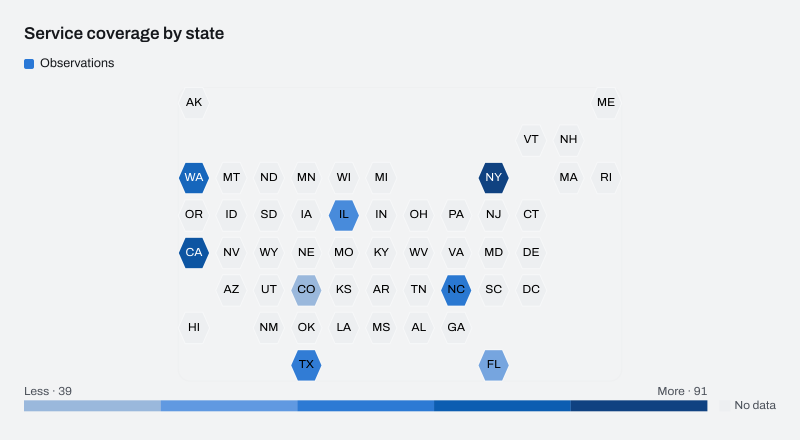 Service coverage by state
Observations
AK ME
VT NH
WA MT ND MN WI MI NY MA RI
OR ID SD IA IL IN OH PA NJ CT
CA NV WY NE MO KY WV VA MD DE
AZ UT CO KS AR TN NC SC DC
HI NM OK LA MS AL GA
TX FL
Less · 39 More · 91
No data